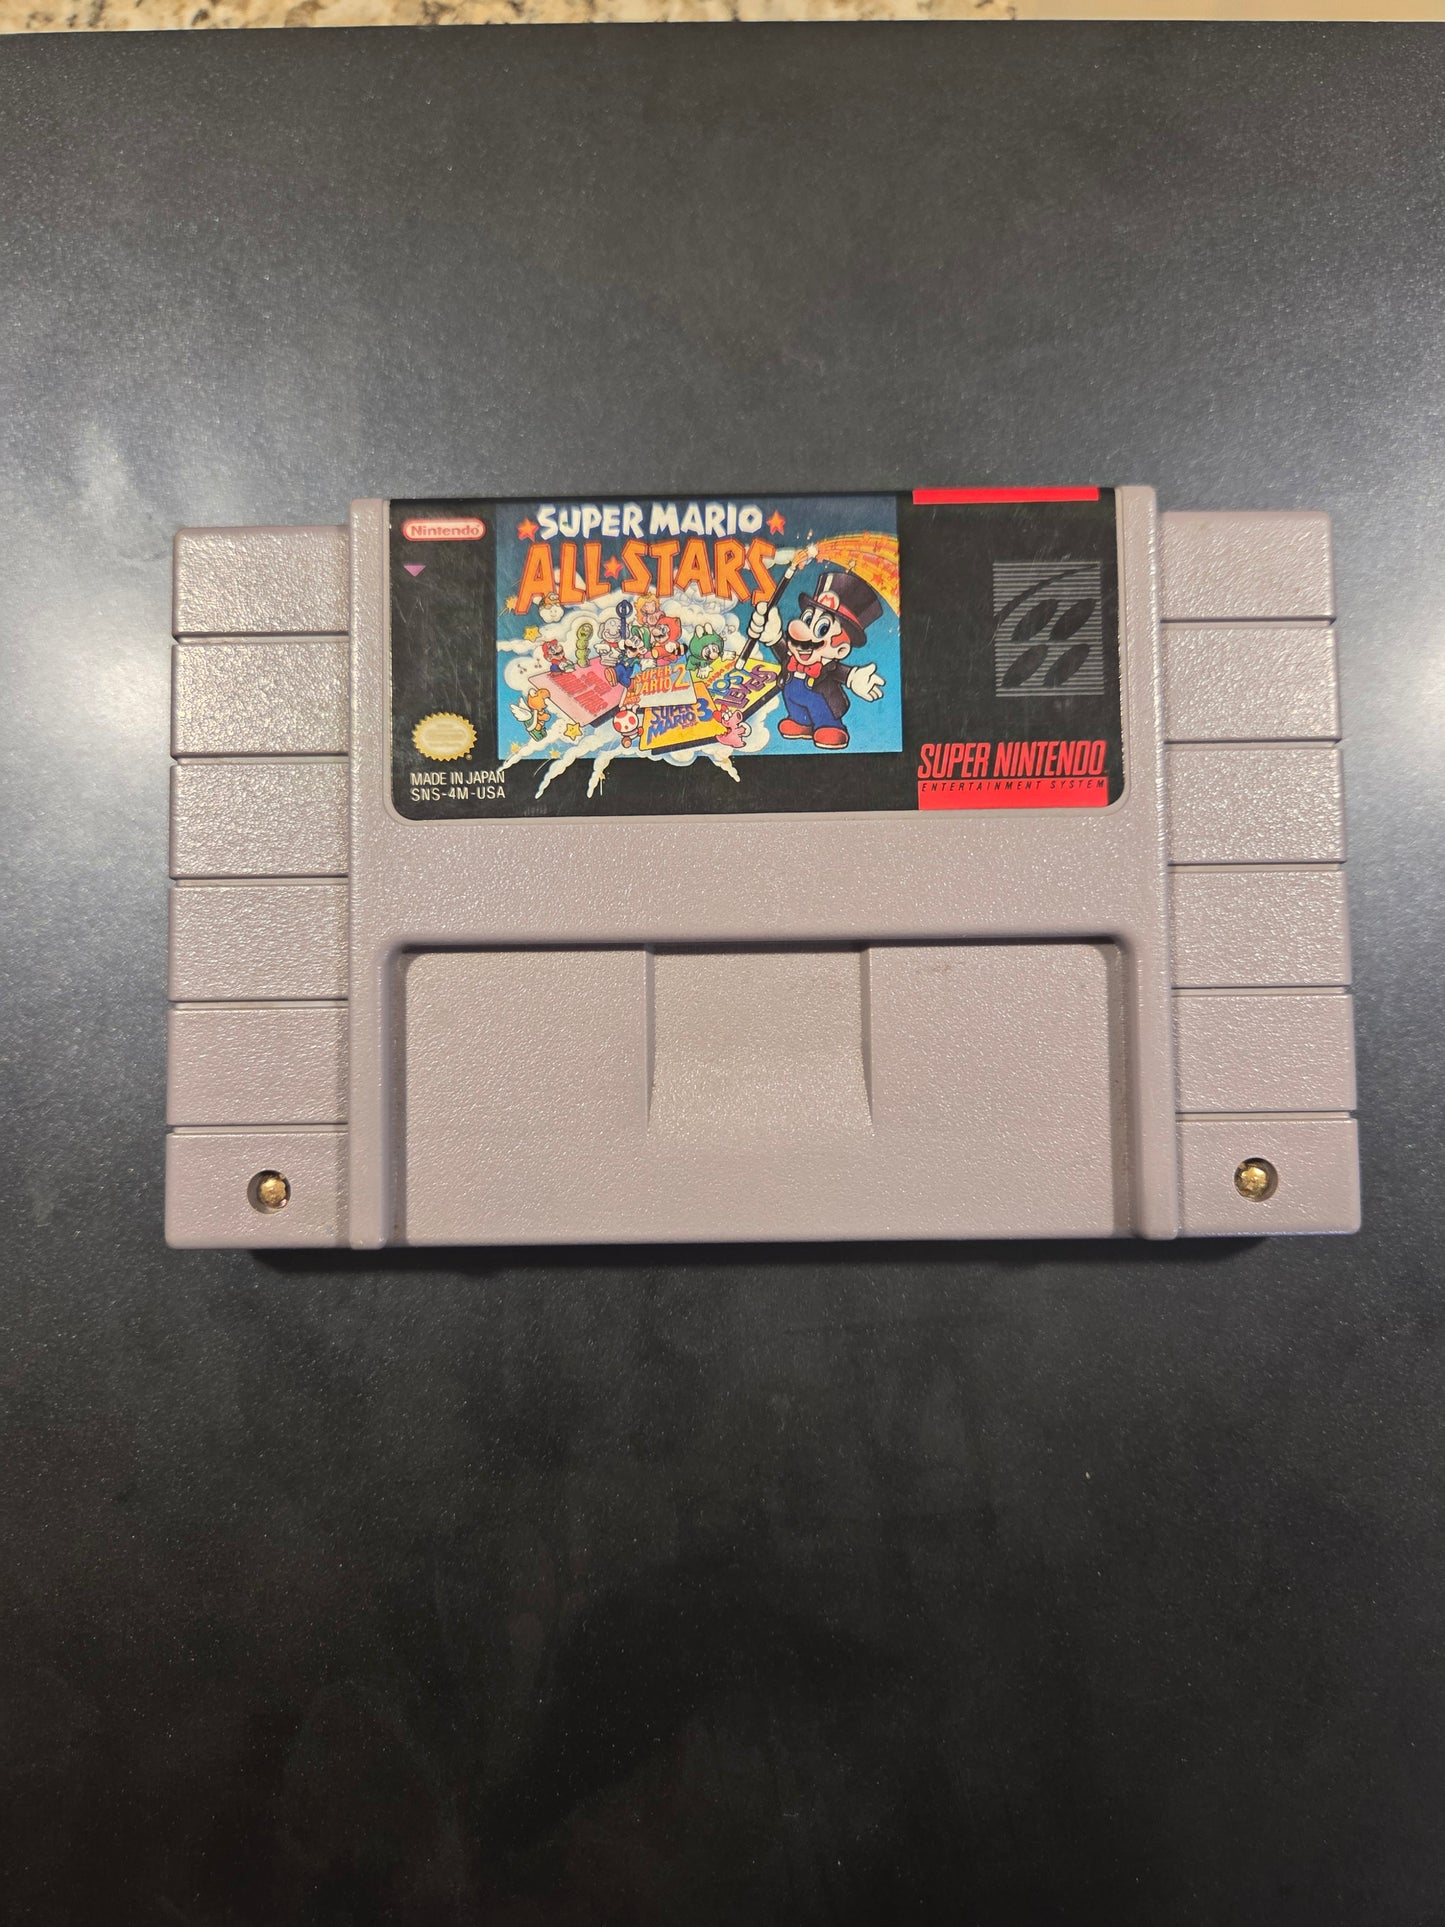 Nintendo
SUPER MARIO
ALL★STARS
SUPER
MARIO 2
SUPER
MARIO 3
MADE IN JAPAN
SNS-4M-USA
SUPER NINTENDO
ENTERTAINMENT SYSTEM